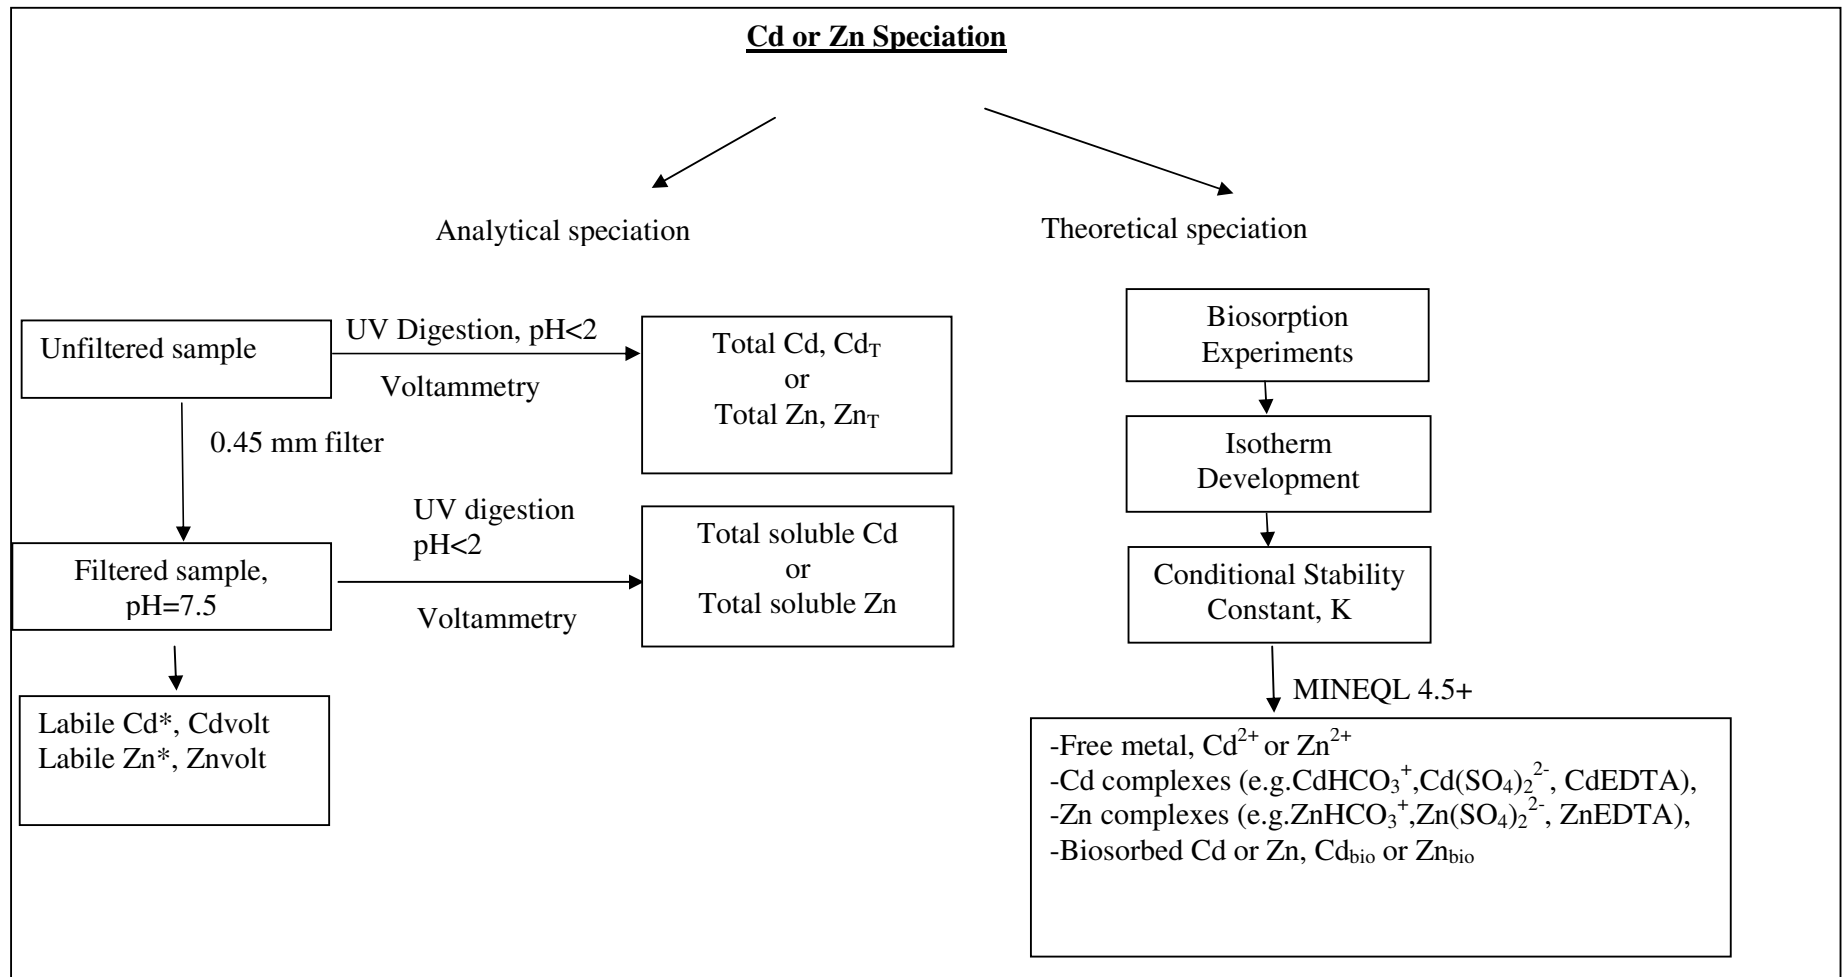 Cd or Zn Speciation
Analytical speciation
Theoretical speciation
Unfiltered sample
UV Digestion, pH<2
Voltammetry
Total Cd, Cd_T
or
Total Zn, Zn_T
0.45 mm filter
Filtered sample,
pH=7.5
UV digestion
pH<2
Voltammetry
Total soluble Cd
or
Total soluble Zn
Labile Cd*, Cdvolt
Labile Zn*, Znvolt
Biosorption
Experiments
Isotherm
Development
Conditional Stability
Constant, K
MINEQL 4.5+
-Free metal, Cd²⁺ or Zn²⁺
-Cd complexes (e.g.CdHCO₃⁺,Cd(SO₄)₂²⁻, CdEDTA),
-Zn complexes (e.g.ZnHCO₃⁺,Zn(SO₄)₂²⁻, ZnEDTA),
-Biosorbed Cd or Zn, Cd_bio or Zn_bio